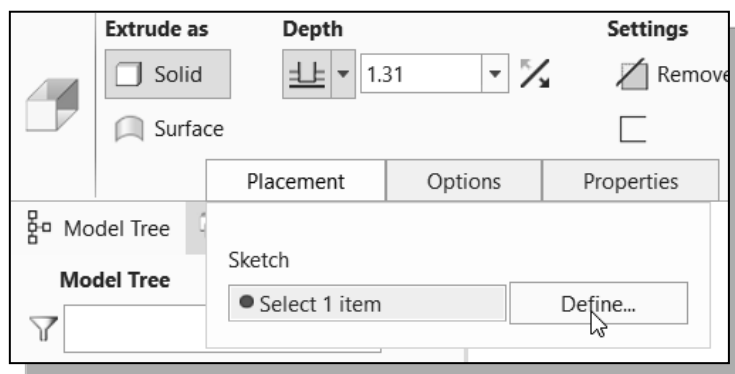 Extrude as Depth Settings
Solid 1.31 Remove
Surface
Placement Options Properties
Model Tree
Sketch
Model Tree
Select 1 item Define...